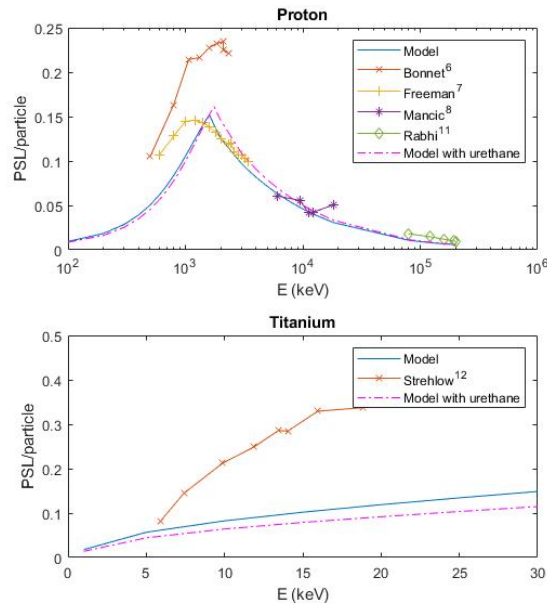 Proton
0.25
0.2
0.15
0.1
0.05
0
PSL/particle
10² 10³ 10⁴ 10⁵ 10⁶
E (keV)
Model
Bonnet⁶
Freeman⁷
Mancic⁸
Rabhi¹¹
Model with urethane
Titanium
0.5
0.4
0.3
0.2
0.1
0
PSL/particle
0 5 10 15 20 25 30
E (keV)
Model
Strehlow¹²
Model with urethane